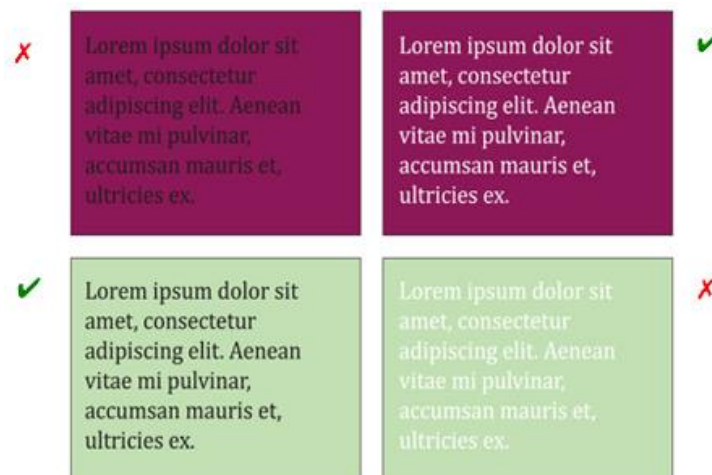 Lorem ipsum dolor sit
amet, consectetur
adipiscing elit. Aenean
vitae mi pulvinar,
accumsan mauris et,
ultricies ex.
Lorem ipsum dolor sit
amet, consectetur
adipiscing elit. Aenean
vitae mi pulvinar,
accumsan mauris et,
ultricies ex.
Lorem ipsum dolor sit
amet, consectetur
adipiscing elit. Aenean
vitae mi pulvinar,
accumsan mauris et,
ultricies ex.
Lorem ipsum dolor sit
amet, consectetur
adipiscing elit. Aenean
vitae mi pulvinar,
accumsan mauris et,
ultricies ex.